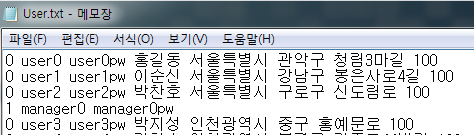 User.txt - 메모장
파일(F) 편집(E) 서식(O) 보기(V) 도움말(H)
0 user0 user0pw 홍길동 서울특별시 관악구 청림3마길 100
0 user1 user1pw 이순신 서울특별시 강남구 봉은사로4길 100
0 user2 user2pw 박찬호 서울특별시 구로구 신도림로 100
1 manager0 manager0pw
0 user3 user3pw 박지성 인천광역시 중구 홍예문로 100